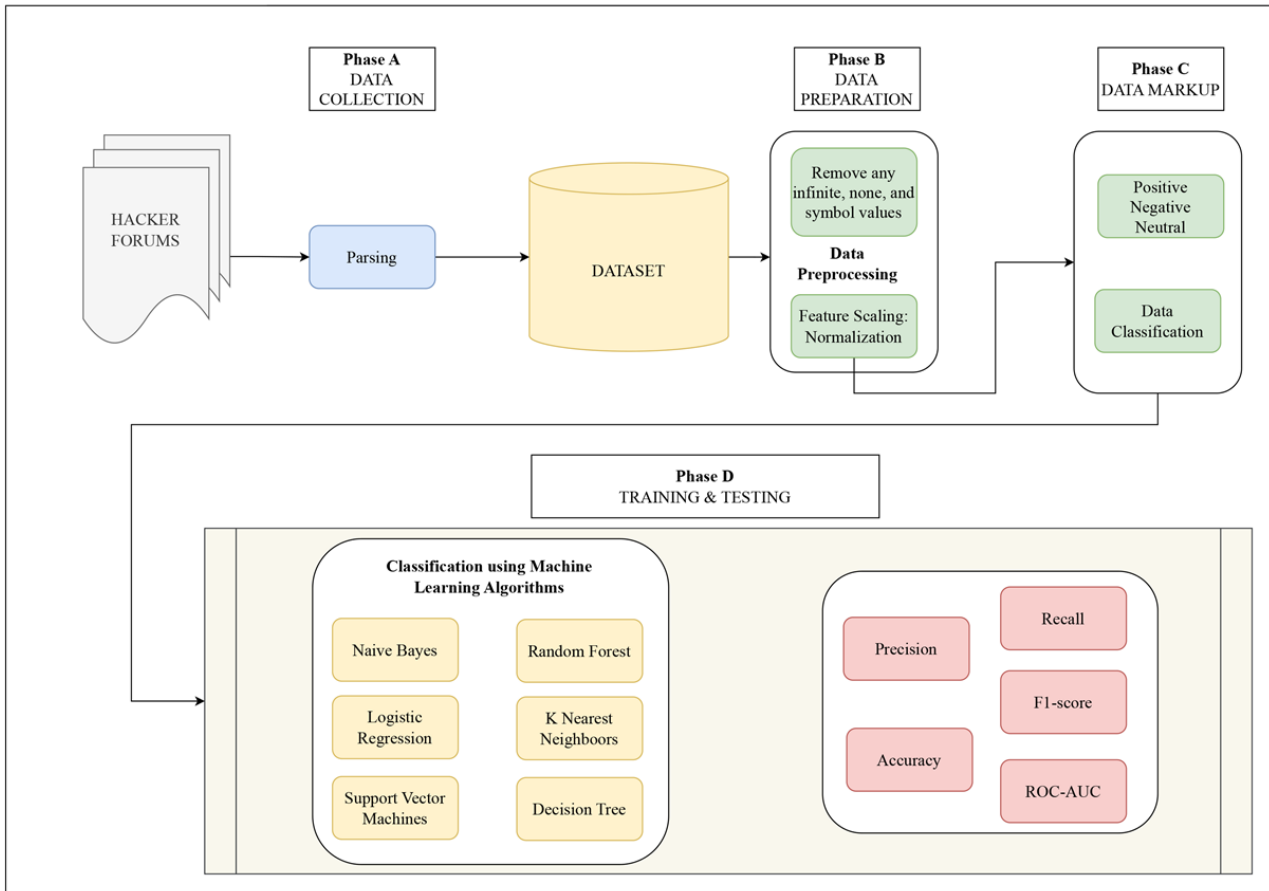 Phase A
DATA
COLLECTION
Phase B
DATA
PREPARATION
Phase C
DATA MARKUP
HACKER
FORUMS
Parsing
DATASET
Remove any
infinite, none, and
symbol values
Data
Preprocessing
Feature Scaling:
Normalization
Positive
Negative
Neutral
Data
Classification
Phase D
TRAINING & TESTING
Classification using Machine
Learning Algorithms
Naive Bayes
Random Forest
Logistic
Regression
K Nearest
Neighboors
Support Vector
Machines
Decision Tree
Precision
Recall
F1-score
Accuracy
ROC-AUC